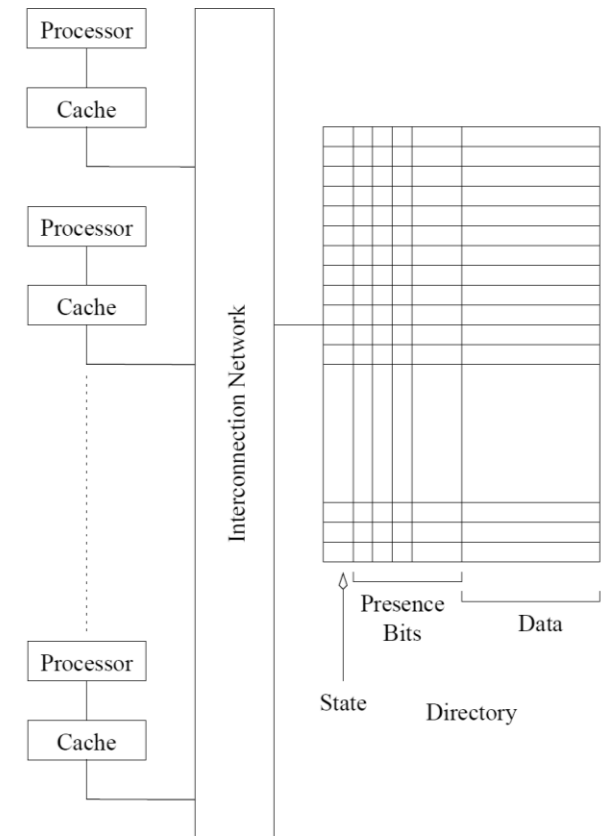 Processor
Cache
Processor
Cache
Interconnection Network
Presence
Bits
Data
State
Directory
Processor
Cache